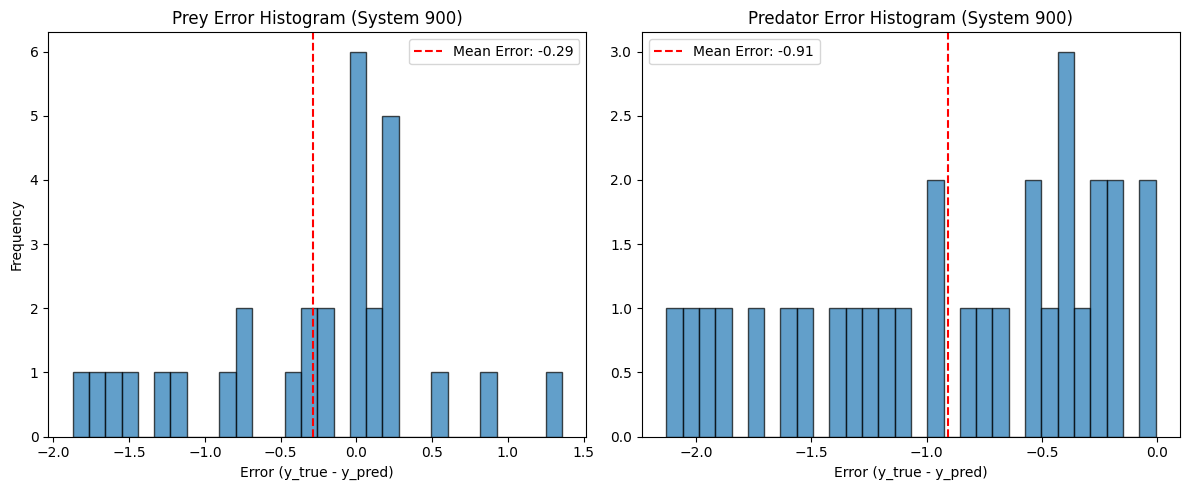 Prey Error Histogram (System 900)
Mean Error: -0.29
6
5
4
3
2
1
0
Frequency
−2.0 −1.5 −1.0 −0.5 0.0 0.5 1.0 1.5
Error (y_true - y_pred)
Predator Error Histogram (System 900)
Mean Error: -0.91
3.0
2.5
2.0
1.5
1.0
0.5
0.0
−2.0 −1.5 −1.0 −0.5 0.0
Error (y_true - y_pred)